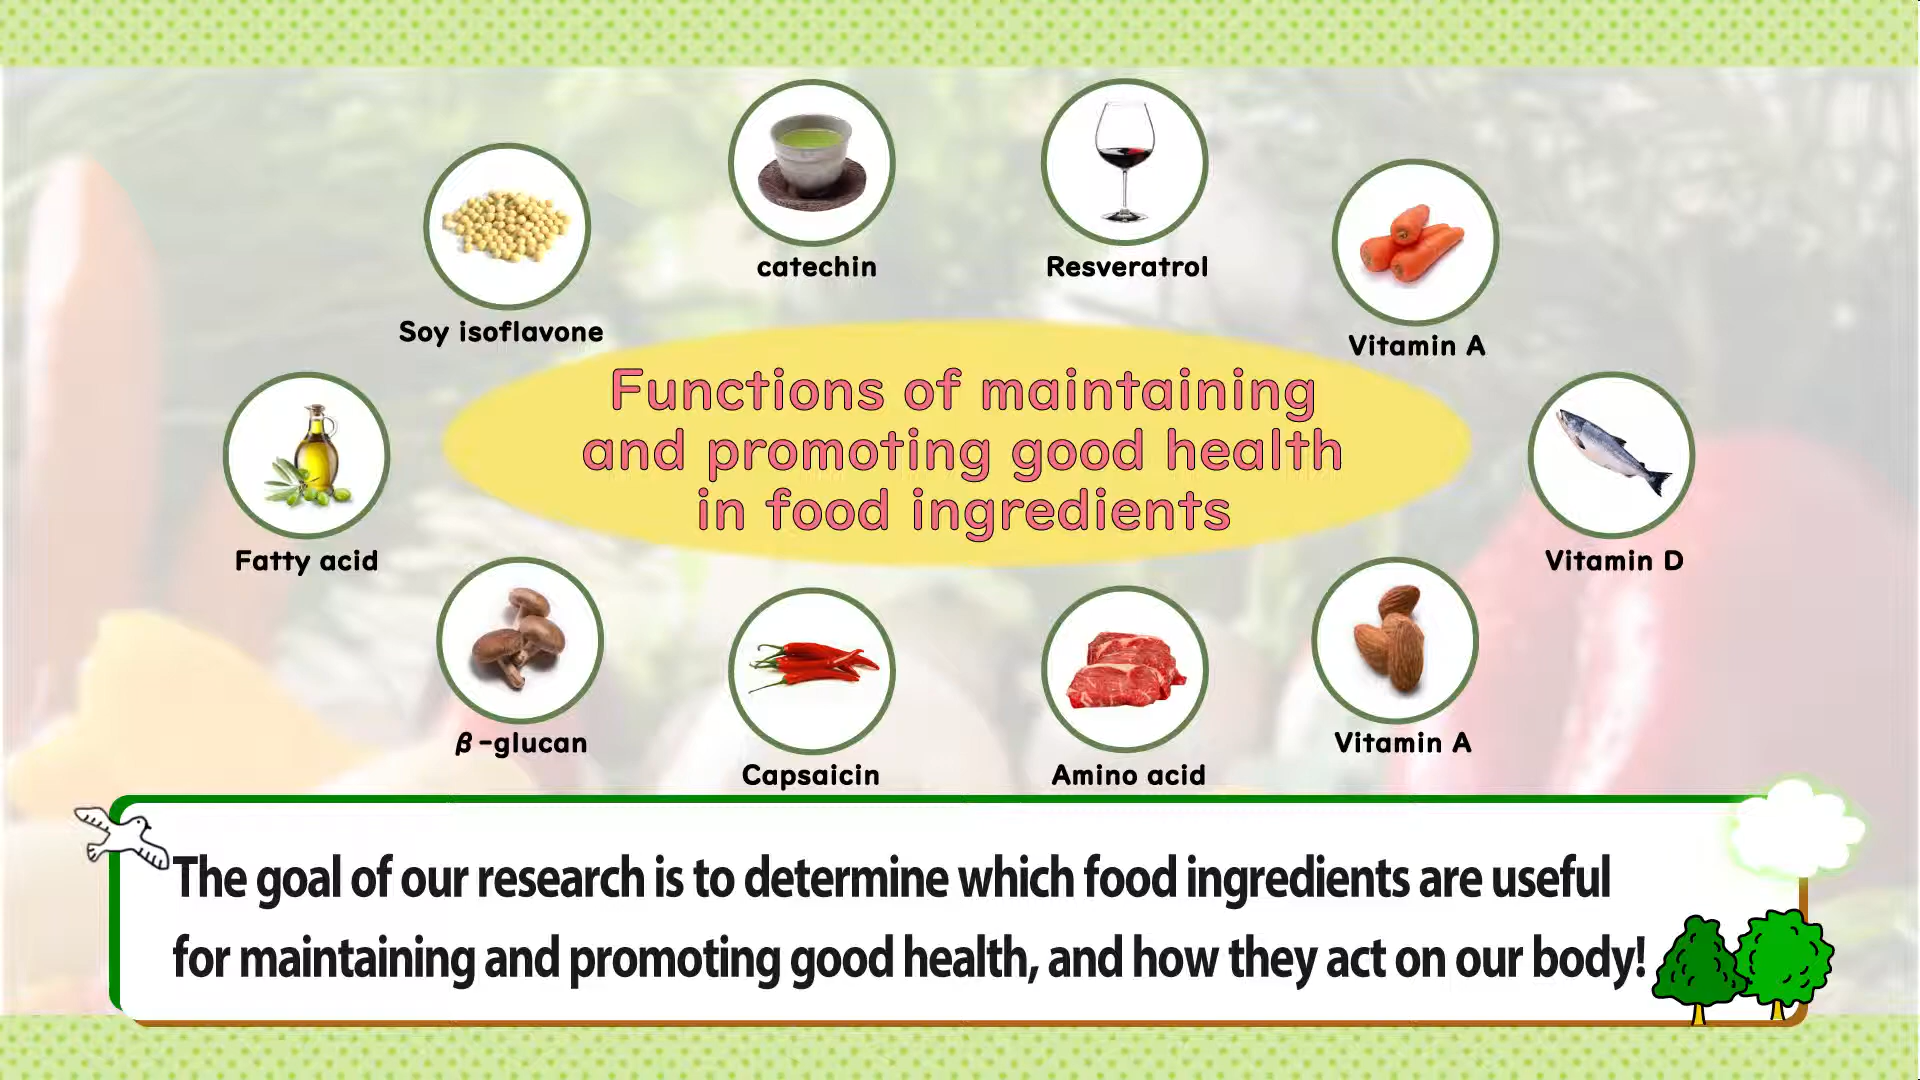 catechin
Resveratrol
Soy isoflavone
Vitamin A
Functions of maintaining
and promoting good health
in food ingredients
Fatty acid
Vitamin D
β-glucan
Capsaicin
Amino acid
Vitamin A
The goal of our research is to determine which food ingredients are useful
for maintaining and promoting good health, and how they act on our body!